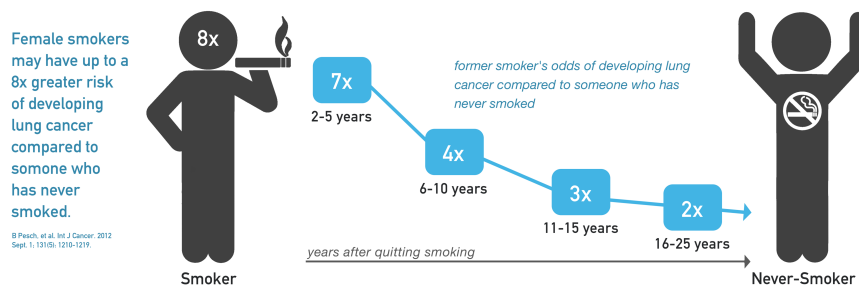 Female smokers
may have up to a
8x greater risk
of developing
lung cancer
compared to
somone who
has never
smoked.
B Pesch, et al. Int J Cancer. 2012
Sept. 1; 131(5): 1210-1219.
8x
Smoker
former smoker's odds of developing lung
cancer compared to someone who has
never smoked
7x
2-5 years
4x
6-10 years
3x
11-15 years
2x
16-25 years
years after quitting smoking
Never-Smoker